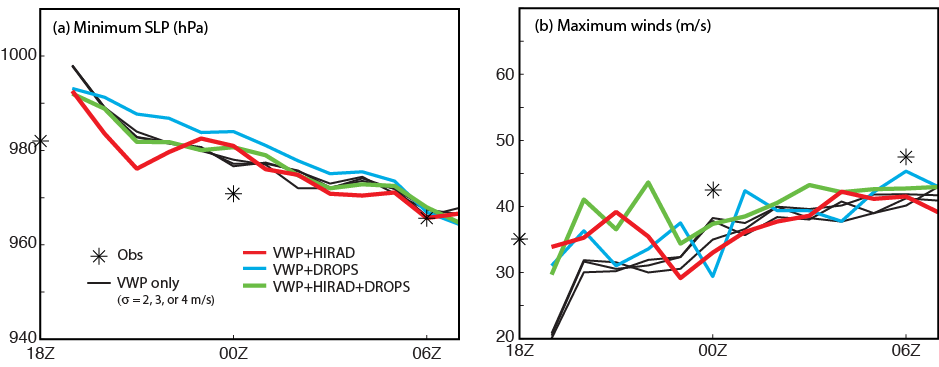 (a) Minimum SLP (hPa)
1000
980
960
940
18Z
00Z
06Z
Obs
VWP only
(σ = 2, 3, or 4 m/s)
VWP+HIRAD
VWP+DROPS
VWP+HIRAD+DROPS
(b) Maximum winds (m/s)
60
50
40
30
20
18Z
00Z
06Z